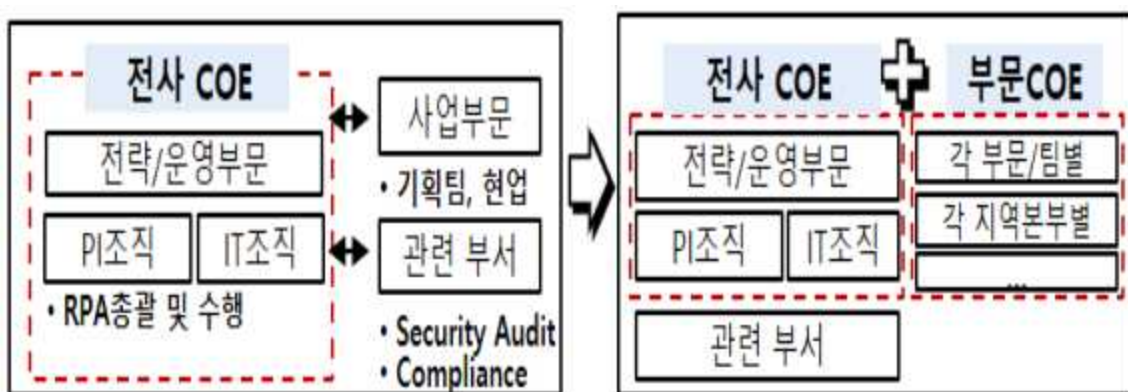 전사 COE
전략/운영부문
PI조직
IT조직
• RPA총괄 및 수행
사업부문
• 기획팀, 현업
관련 부서
• Security Audit
• Compliance
전사 COE
전략/운영부문
PI조직
IT조직
관련 부서
부문COE
각 부문/팀별
각 지역본부별
...